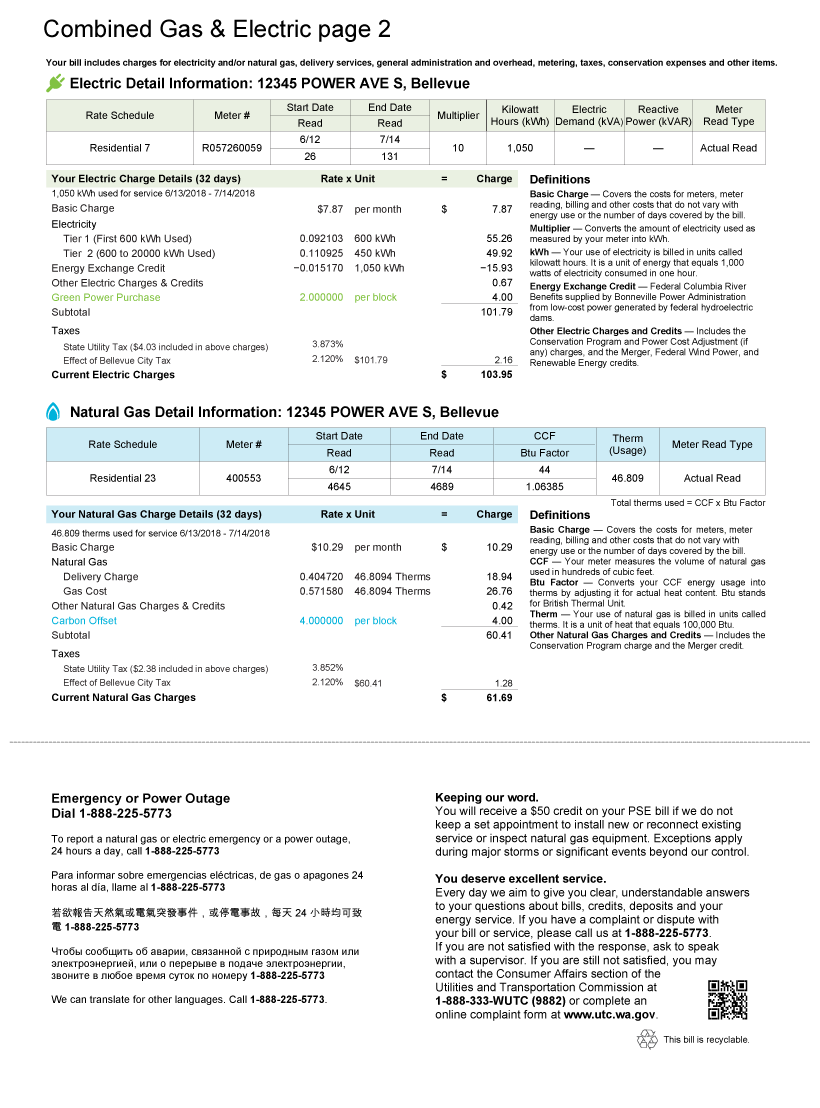 Combined Gas & Electric page 2
Your bill includes charges for electricity and/or natural gas, delivery services, general administration and overhead, metering, taxes, conservation expenses and other items.
Electric Detail Information: 12345 POWER AVE S, Bellevue
Rate Schedule Meter # Start Date End Date Multiplier Kilowatt Hours (kWh) Electric Demand (kVA) Reactive Power (kVAR) Meter Read Type
Read Read
Residential 7 R057260059 6/12 7/14 10 1,050 — — Actual Read
26 131
Your Electric Charge Details (32 days) Rate x Unit = Charge
1,050 kWh used for service 6/13/2018 - 7/14/2018
Basic Charge $7.87 per month $ 7.87
Electricity
Tier 1 (First 600 kWh Used) 0.092103 600 kWh 55.26
Tier 2 (600 to 20000 kWh Used) 0.110925 450 kWh 49.92
Energy Exchange Credit −0.015170 1,050 kWh −15.93
Other Electric Charges & Credits 0.67
Green Power Purchase 2.000000 per block 4.00
Subtotal 101.79
Taxes
State Utility Tax ($4.03 included in above charges) 3.873%
Effect of Bellevue City Tax 2.120% $101.79 2.16
Current Electric Charges $ 103.95
Definitions
Basic Charge — Covers the costs for meters, meter
reading, billing and other costs that do not vary with
energy use or the number of days covered by the bill.
Multiplier — Converts the amount of electricity used as
measured by your meter into kWh.
kWh — Your use of electricity is billed in units called
kilowatt hours. It is a unit of energy that equals 1,000
watts of electricity consumed in one hour.
Energy Exchange Credit — Federal Columbia River
Benefits supplied by Bonneville Power Administration
from low-cost power generated by federal hydroelectric
dams.
Other Electric Charges and Credits — Includes the
Conservation Program and Power Cost Adjustment (if
any) charges, and the Merger, Federal Wind Power, and
Renewable Energy credits.
Natural Gas Detail Information: 12345 POWER AVE S, Bellevue
Rate Schedule Meter # Start Date End Date CCF Therm (Usage) Meter Read Type
Read Read Btu Factor
Residential 23 400553 6/12 7/14 44 46.809 Actual Read
4645 4689 1.06385
Total therms used = CCF x Btu Factor
Your Natural Gas Charge Details (32 days) Rate x Unit = Charge
46.809 therms used for service 6/13/2018 - 7/14/2018
Basic Charge $10.29 per month $ 10.29
Natural Gas
Delivery Charge 0.404720 46.8094 Therms 18.94
Gas Cost 0.571580 46.8094 Therms 26.76
Other Natural Gas Charges & Credits 0.42
Carbon Offset 4.000000 per block 4.00
Subtotal 60.41
Taxes
State Utility Tax ($2.38 included in above charges) 3.852%
Effect of Bellevue City Tax 2.120% $60.41 1.28
Current Natural Gas Charges $ 61.69
Definitions
Basic Charge — Covers the costs for meters, meter
reading, billing and other costs that do not vary with
energy use or the number of days covered by the bill.
CCF — Your meter measures the volume of natural gas
used in hundreds of cubic feet.
Btu Factor — Converts your CCF energy usage into
therms by adjusting it for actual heat content. Btu stands
for British Thermal Unit.
Therm — Your use of natural gas is billed in units called
therms. It is a unit of heat that equals 100,000 Btu.
Other Natural Gas Charges and Credits — Includes the
Conservation Program charge and the Merger credit.
Emergency or Power Outage
Dial 1-888-225-5773
To report a natural gas or electric emergency or a power outage,
24 hours a day, call 1-888-225-5773
Para informar sobre emergencias eléctricas, de gas o apagones 24
horas al día, llame al 1-888-225-5773
若欲報告天然氣或電氣突發事件，或停電事故，每天 24 小時均可致
電 1-888-225-5773
Чтобы сообщить об аварии, связанной с природным газом или
электроэнергией, или о перерыве в подаче электроэнергии,
звоните в любое время суток по номеру 1-888-225-5773
We can translate for other languages. Call 1-888-225-5773.
Keeping our word.
You will receive a $50 credit on your PSE bill if we do not
keep a set appointment to install new or reconnect existing
service or inspect natural gas equipment. Exceptions apply
during major storms or significant events beyond our control.
You deserve excellent service.
Every day we aim to give you clear, understandable answers
to your questions about bills, credits, deposits and your
energy service. If you have a complaint or dispute with
your bill or service, please call us at 1-888-225-5773.
If you are not satisfied with the response, ask to speak
with a supervisor. If you are still not satisfied, you may
contact the Consumer Affairs section of the
Utilities and Transportation Commission at
1-888-333-WUTC (9882) or complete an
online complaint form at www.utc.wa.gov.
This bill is recyclable.